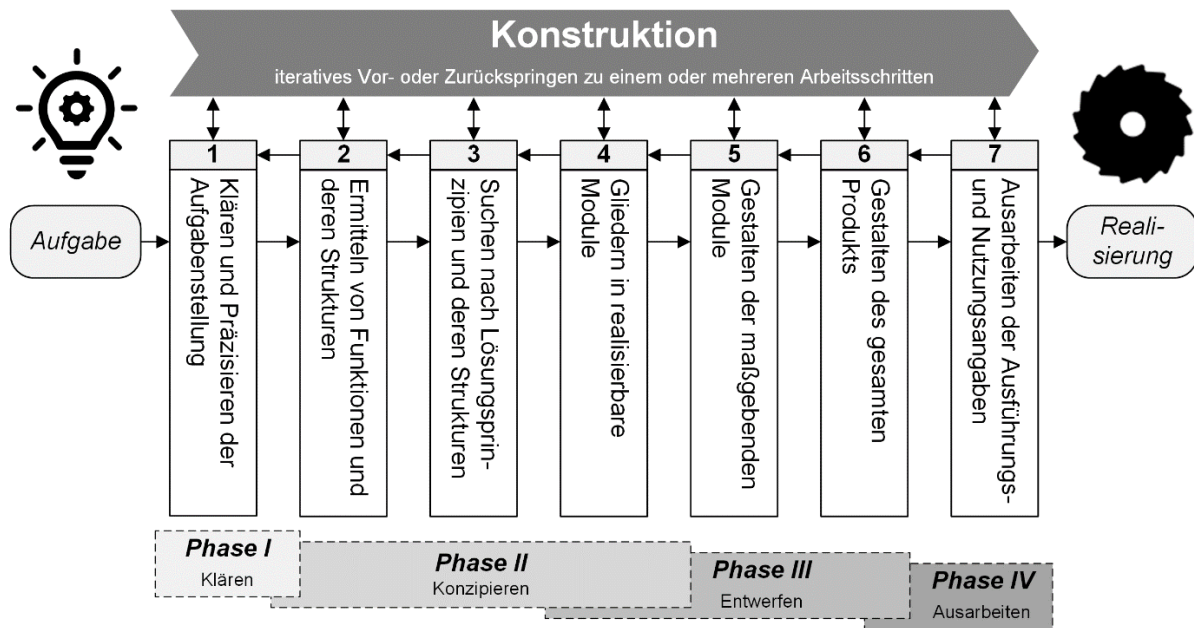 Konstruktion
iteratives Vor- oder Zurückspringen zu einem oder mehreren Arbeitsschritten
Aufgabe
1
Klären und Präzisieren der
Aufgabenstellung
2
Ermitteln von Funktionen und
deren Strukturen
3
Suchen nach Lösungsprin-
zipien und deren Strukturen
4
Gliedern in realisierbare
Module
5
Gestalten der maßgebenden
Module
6
Gestalten des gesamten
Produkts
7
Ausarbeiten der Ausführungs-
und Nutzungsangaben
Reali-
sierung
Phase I
Klären
Phase II
Konzipieren
Phase III
Entwerfen
Phase IV
Ausarbeiten